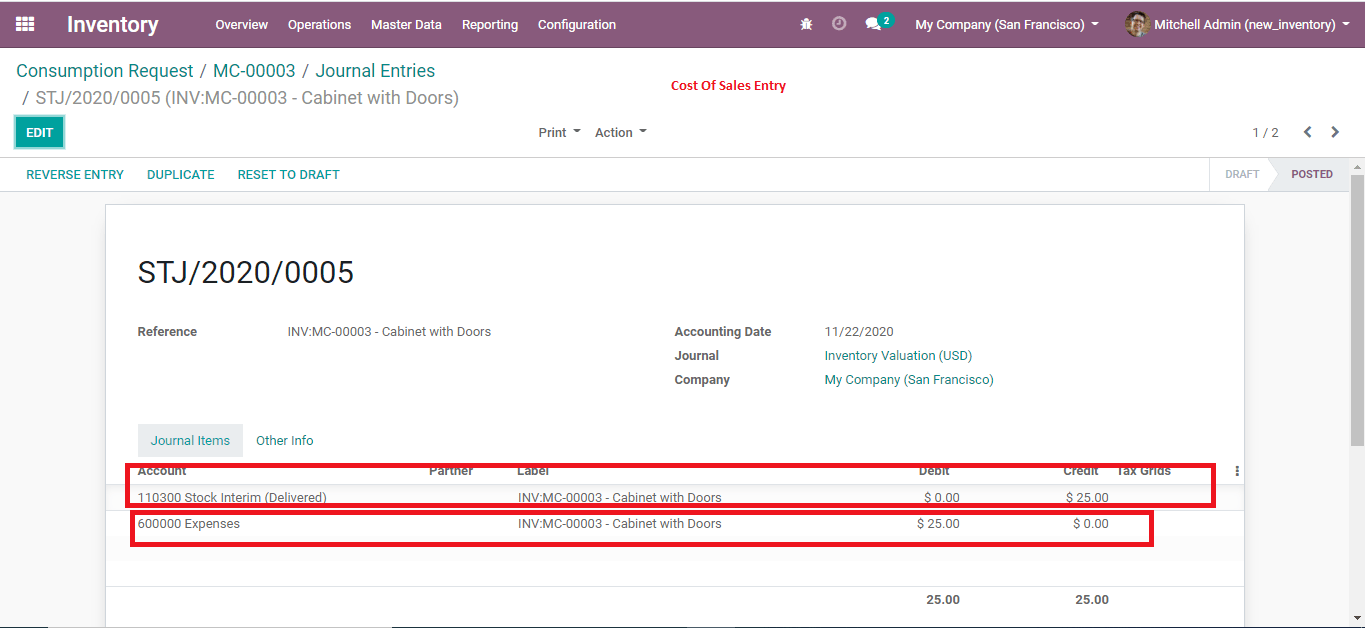 Inventory Overview Operations Master Data Reporting Configuration 2 My Company (San Francisco) Mitchell Admin (new_inventory)
Consumption Request / MC-00003 / Journal Entries
/ STJ/2020/0005 (INV:MC-00003 - Cabinet with Doors)
Cost Of Sales Entry
EDIT Print Action 1 / 2
REVERSE ENTRY DUPLICATE RESET TO DRAFT DRAFT POSTED
STJ/2020/0005
Reference INV:MC-00003 - Cabinet with Doors Accounting Date 11/22/2020
Journal Inventory Valuation (USD)
Company My Company (San Francisco)
Journal Items Other Info
Account Partner Label Debit Credit Tax Grids
110300 Stock Interim (Delivered) INV:MC-00003 - Cabinet with Doors $ 0.00 $ 25.00
600000 Expenses INV:MC-00003 - Cabinet with Doors $ 25.00 $ 0.00
25.00 25.00